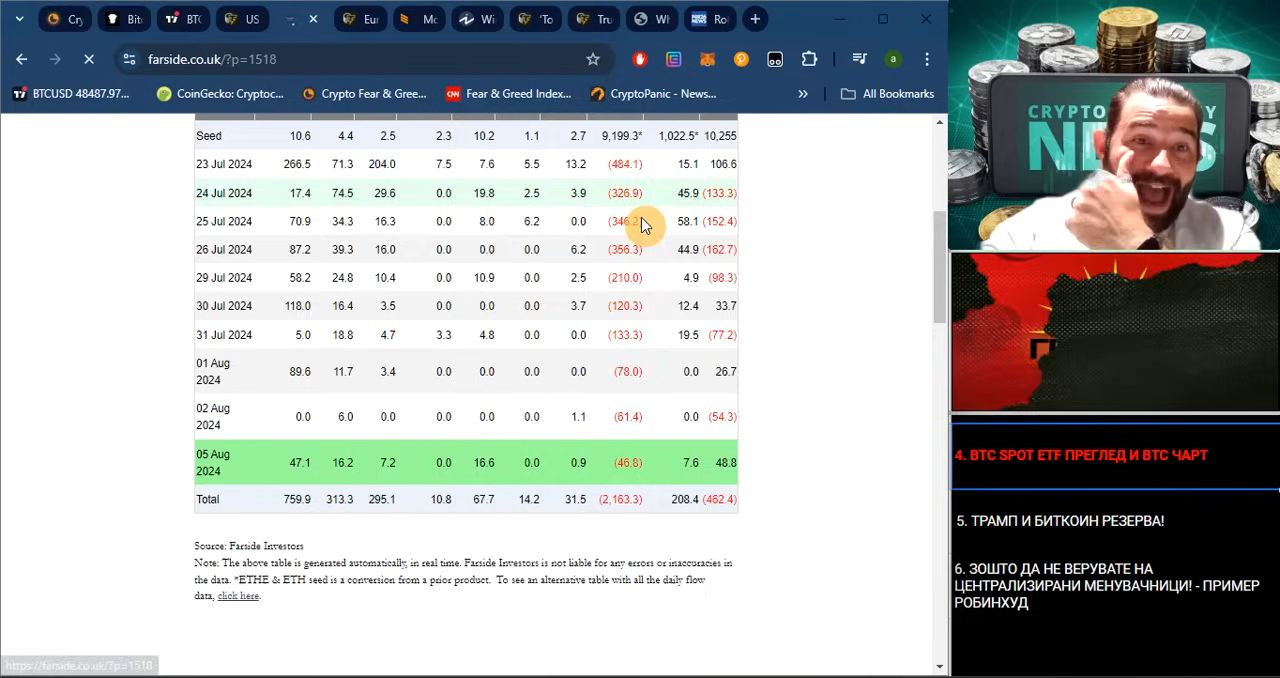 Cry
Bitc
BTC
US
Eur
Mo
Wi
'To
Tru
Wh
Rol
farside.co.uk/?p=1518
a
BTCUSD 48487.97...
CoinGecko: Cryptoc...
Crypto Fear & Gree...
Fear & Greed Index,...
CryptoPanic - News...
All Bookmarks
Seed 10.6 4.4 2.5 2.3 10.2 1.1 2.7 9,199.3* 1,022.5* 10,255
23 Jul 2024 266.5 71.3 204.0 7.5 7.6 5.5 13.2 (484.1) 15.1 106.6
24 Jul 2024 17.4 74.5 29.6 0.0 19.8 2.5 3.9 (326.9) 45.9 (133.3)
25 Jul 2024 70.9 34.3 16.3 0.0 8.0 6.2 0.0 58.1 (152.4)
26 Jul 2024 87.2 39.3 16.0 0.0 0.0 0.0 6.2 (356.3) 44.9 (162.7)
29 Jul 2024 58.2 24.8 10.4 0.0 10.9 0.0 2.5 (210.0) 4.9 (98.3)
30 Jul 2024 118.0 16.4 3.5 0.0 0.0 0.0 3.7 (120.3) 12.4 33.7
31 Jul 2024 5.0 18.8 4.7 3.3 4.8 0.0 0.0 (133.3) 19.5 (77.2)
01 Aug
2024 89.6 11.7 3.4 0.0 0.0 0.0 0.0 (78.0) 0.0 26.7
02 Aug
2024 0.0 6.0 0.0 0.0 0.0 0.0 1.1 (61.4) 0.0 (54.3)
05 Aug
2024 47.1 16.2 7.2 0.0 16.6 0.0 0.9 (46.8) 7.6 48.8
Total 759.9 313.3 295.1 10.8 67.7 14.2 31.5 (2,163.3) 208.4 (462.4)
Source: Farside Investors
Note: The above table is generated automatically, in real time. Farside Investors is not liable for any errors or inaccuracies in
the data. *ETHE & ETH seed is a conversion from a prior product. To see an alternative table with all the daily flow
data, click here.
https://farside.co.uk/?p=1518
CRYPTO
4. BTC SPOT ETF ПРЕГЛЕД И BTC ЧАРТ
5. ТРАМП И БИТКОИН РЕЗЕРВА!
6. ЗОШТО ДА НЕ ВЕРУВАТЕ НА
ЦЕНТРАЛИЗИРАНИ МЕНУВАЧНИЦИ! - ПРИМЕР
РОБИНХУД